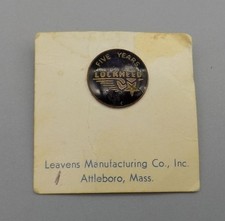 FIVE YEARS
LOCKHEED
Leavens Manufacturing Co., Inc.
Attleboro, Mass.